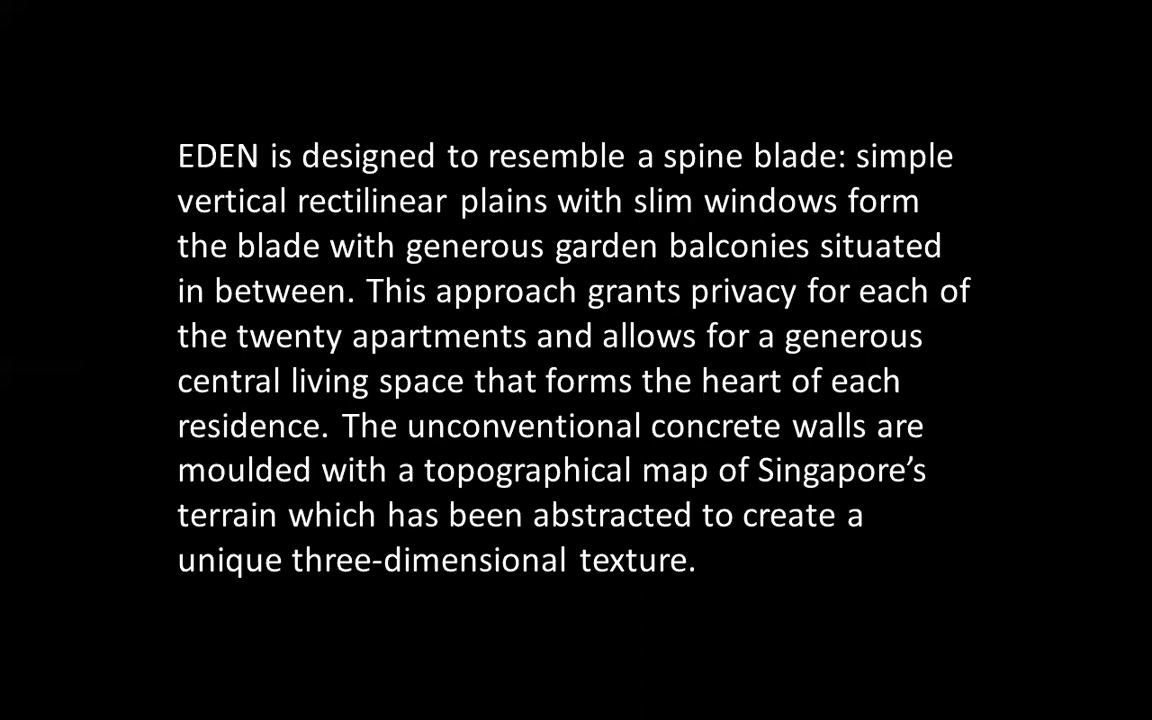 EDEN is designed to resemble a spine blade: simple
vertical rectilinear plains with slim windows form
the blade with generous garden balconies situated
in between. This approach grants privacy for each of
the twenty apartments and allows for a generous
central living space that forms the heart of each
residence. The unconventional concrete walls are
moulded with a topographical map of Singapore’s
terrain which has been abstracted to create a
unique three-dimensional texture.